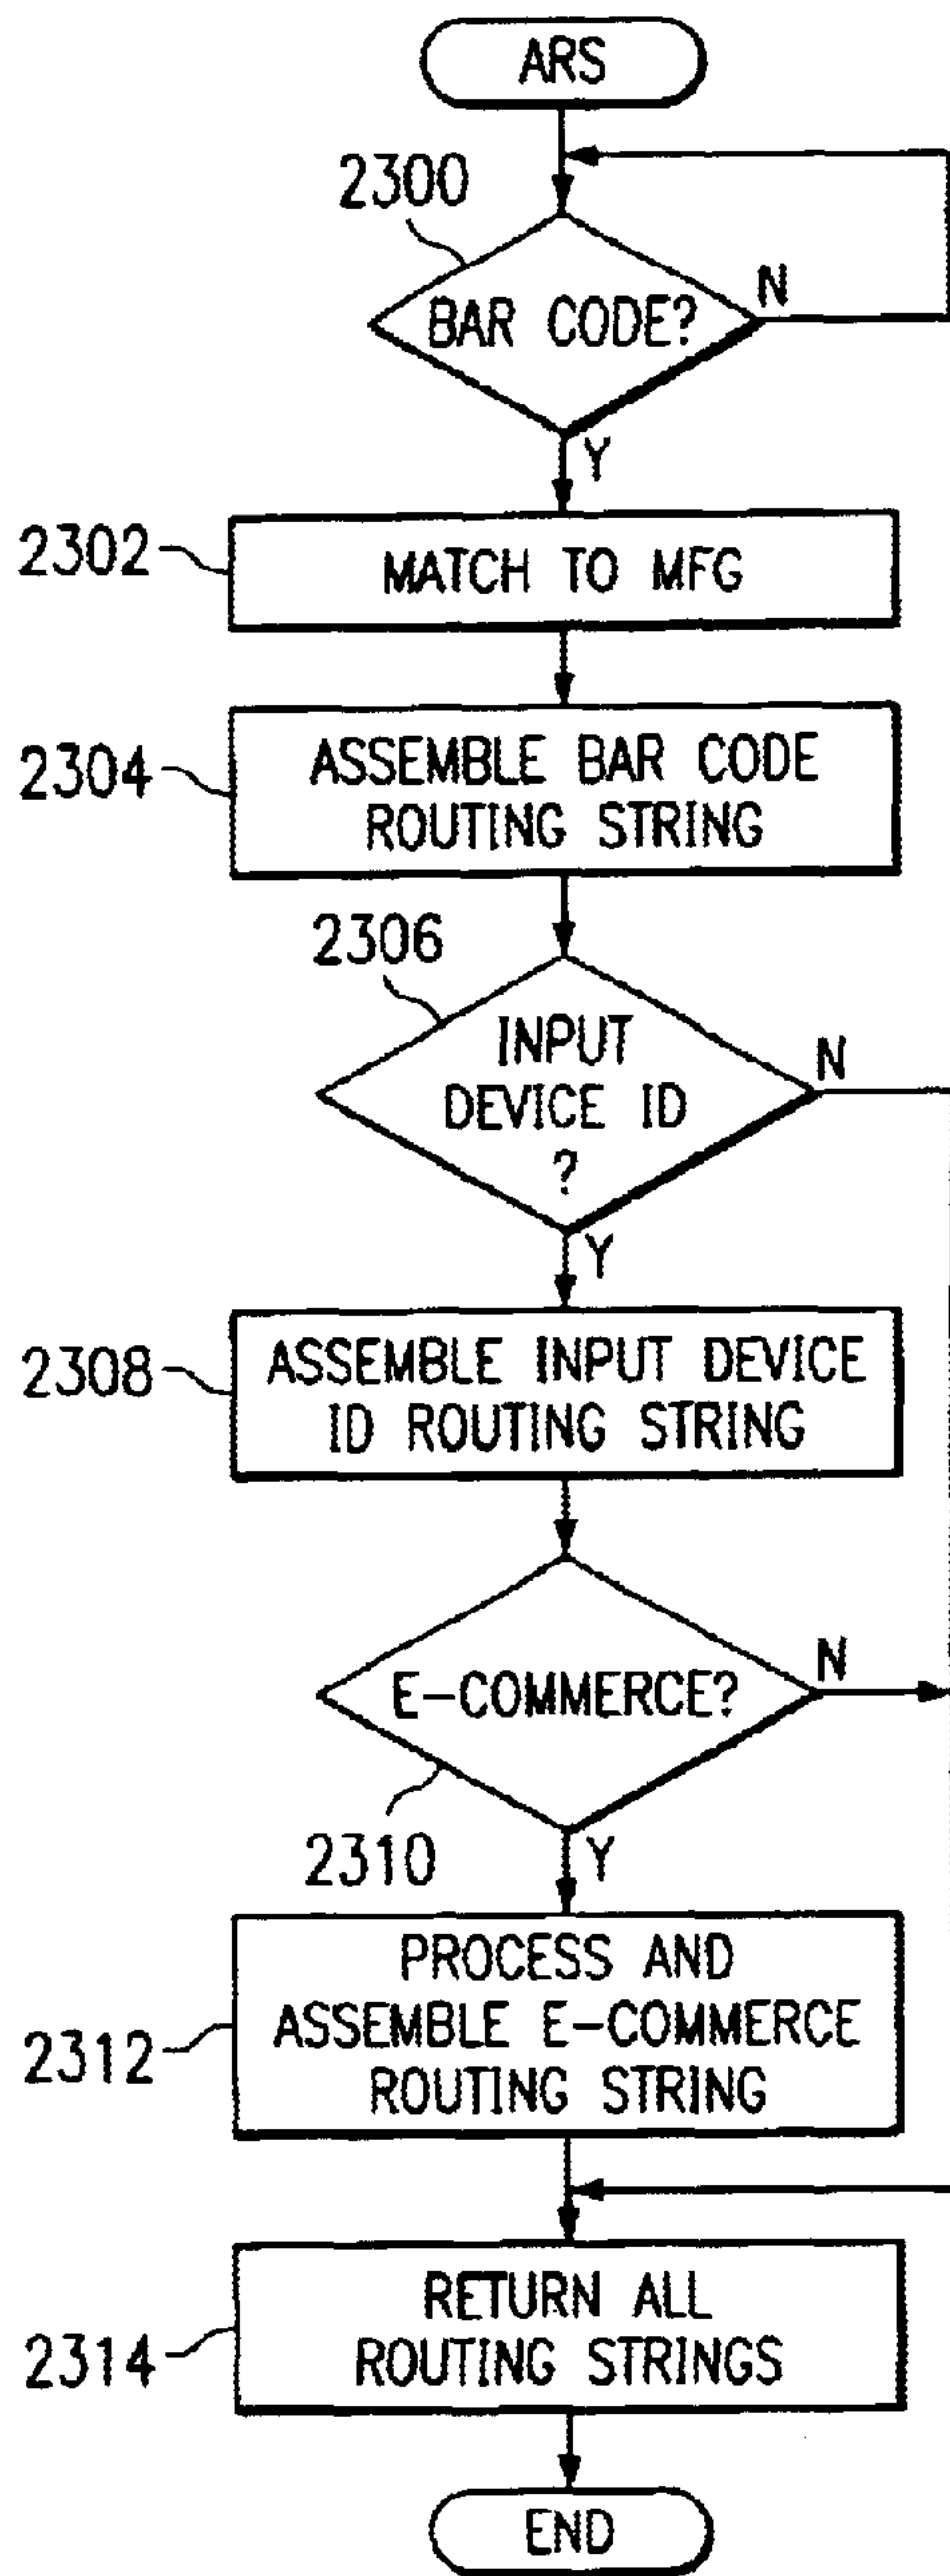 ARS
2300
BAR CODE?
N
Y
2302
MATCH TO MFG
2304
ASSEMBLE BAR CODE
ROUTING STRING
2306
INPUT
DEVICE ID
?
N
Y
2308
ASSEMBLE INPUT DEVICE
ID ROUTING STRING
E-COMMERCE?
N
2310
Y
2312
PROCESS AND
ASSEMBLE E-COMMERCE
ROUTING STRING
2314
RETURN ALL
ROUTING STRINGS
END